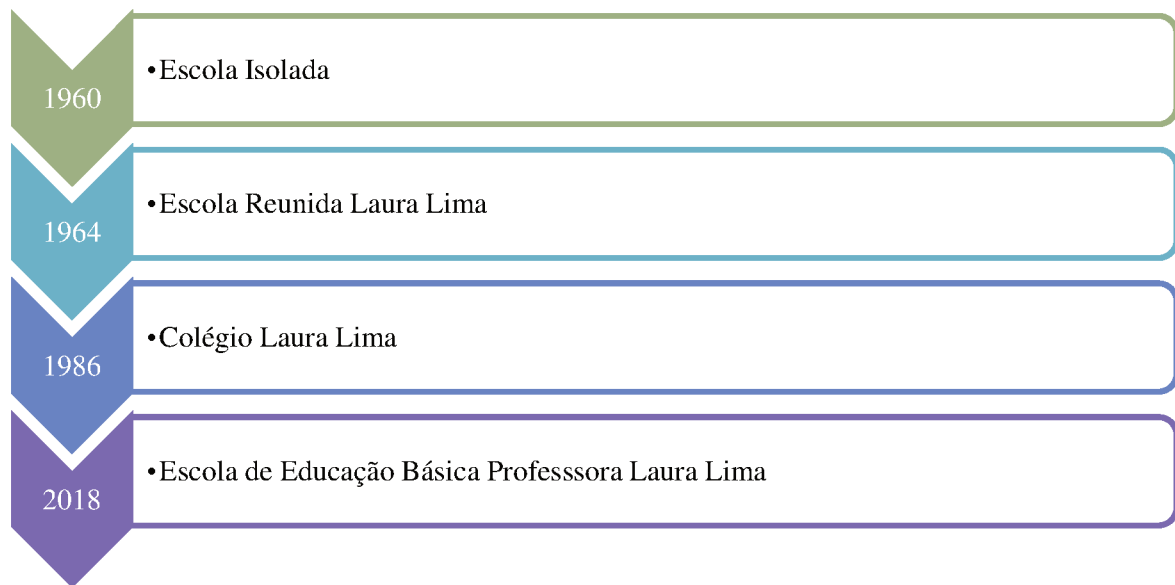 1960
•Escola Isolada
1964
•Escola Reunida Laura Lima
1986
•Colégio Laura Lima
2018
•Escola de Educação Básica Professsora Laura Lima